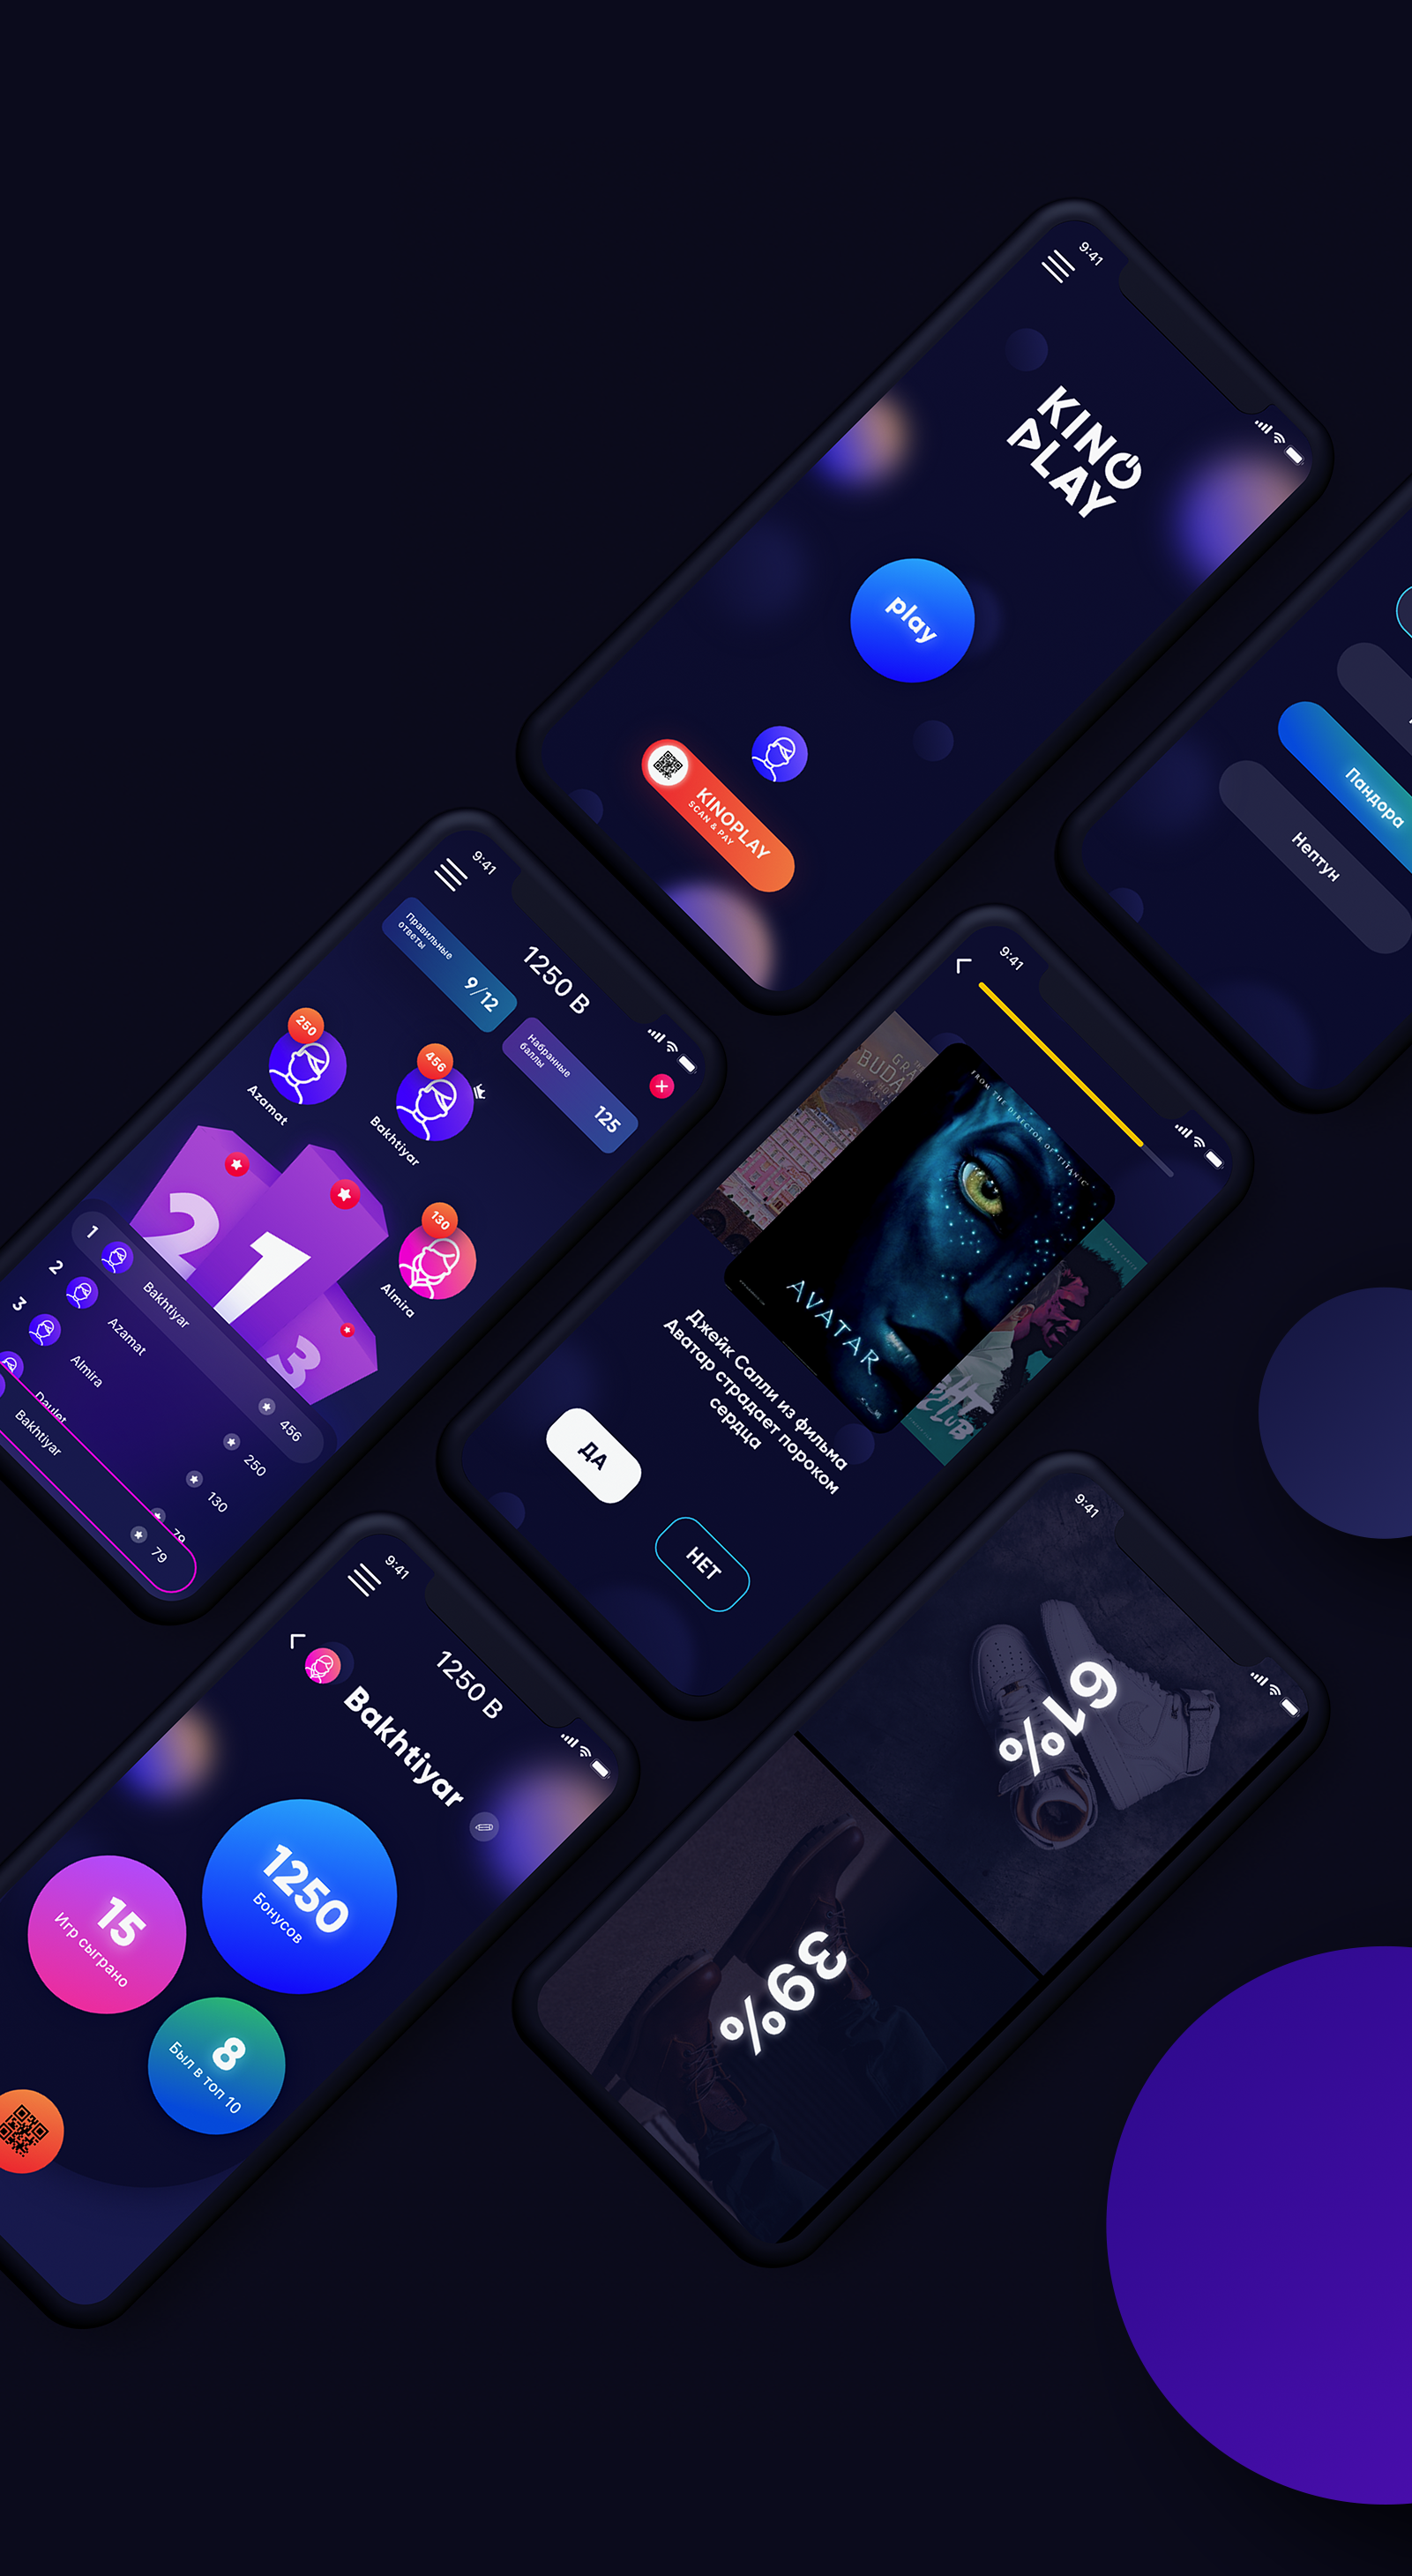 9:41
KINO
PLAY
play
KINOPLAY
SCAN & PAY
Пандора
Нептун
9:41
1250 B
Правильные
ответы
9/12
Набранные
баллы
125
250
Azamat
456
Bakhtiyar
130
Almira
2
1
3
1
Bakhtiyar
456
2
Azamat
250
3
Almira
130
Daulet
79
Bakhtiyar
79
9:41
BUDA
FROM THE DIRECTOR OF "TITANIC"
AVATAR
CLUB
Джейк Салли из фильма
Аватар страдает пороком
сердца
ДА
НЕТ
9:41
1250 B
Bakhtiyar
1250
Бонусов
15
Игр сыграно
8
Был в топ 10
9:41
61%
39%